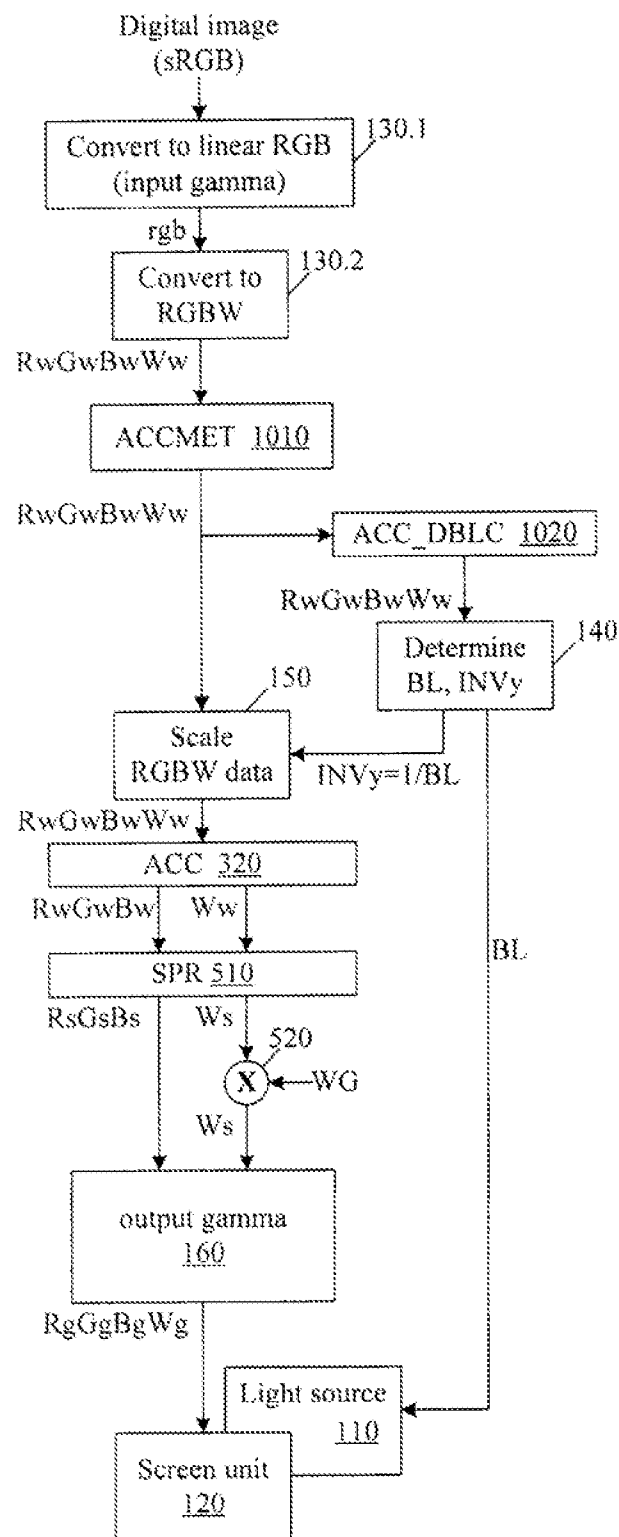 Digital image
(sRGB)
130.1
Convert to linear RGB
(input gamma)
rgb
130.2
Convert to
RGBW
RwGwBwWw
ACCMET 1010
RwGwBwWw
ACC_DBLC 1020
RwGwBwWw
140
Determine
BL, INVy
150
Scale
RGBW data
INVy=1/BL
RwGwBwWw
ACC 320
RwGwBw Ww
BL
SPR 510
RsGsBs Ws
520
X WG
Ws
output gamma
160
RgGgBgWg
Light source
110
Screen unit
120